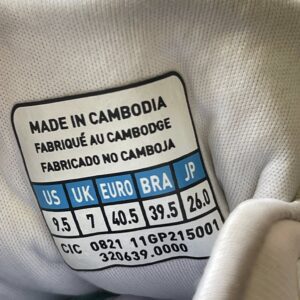 MADE IN CAMBODIA
FABRIQUÉ AU CAMBODGE
FABRICADO NO CAMBOJA
US UK EURO BRA JP
9.5 7 40.5 39.5 26.0
CIC 0821 11GP215001
320639.0000